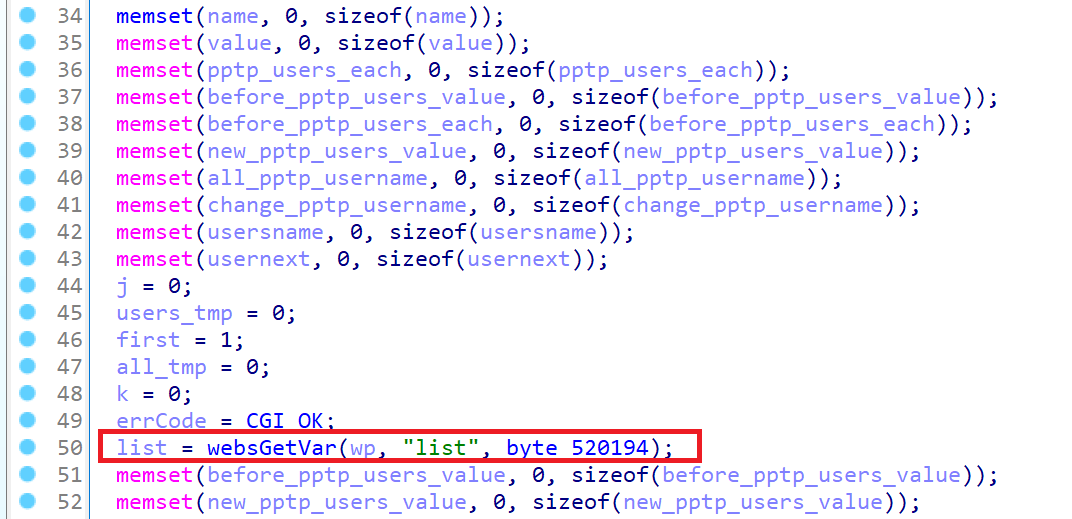 34 memset(name, 0, sizeof(name));
35 memset(value, 0, sizeof(value));
36 memset(pptp_users_each, 0, sizeof(pptp_users_each));
37 memset(before_pptp_users_value, 0, sizeof(before_pptp_users_value));
38 memset(before_pptp_users_each, 0, sizeof(before_pptp_users_each));
39 memset(new_pptp_users_value, 0, sizeof(new_pptp_users_value));
40 memset(all_pptp_username, 0, sizeof(all_pptp_username));
41 memset(change_pptp_username, 0, sizeof(change_pptp_username));
42 memset(usersname, 0, sizeof(usersname));
43 memset(usernext, 0, sizeof(usernext));
44 j = 0;
45 users_tmp = 0;
46 first = 1;
47 all_tmp = 0;
48 k = 0;
49 errCode = CGI_OK;
50 list = websGetVar(wp, "list", byte_520194);
51 memset(before_pptp_users_value, 0, sizeof(before_pptp_users_value));
52 memset(new_pptp_users_value, 0, sizeof(new_pptp_users_value));